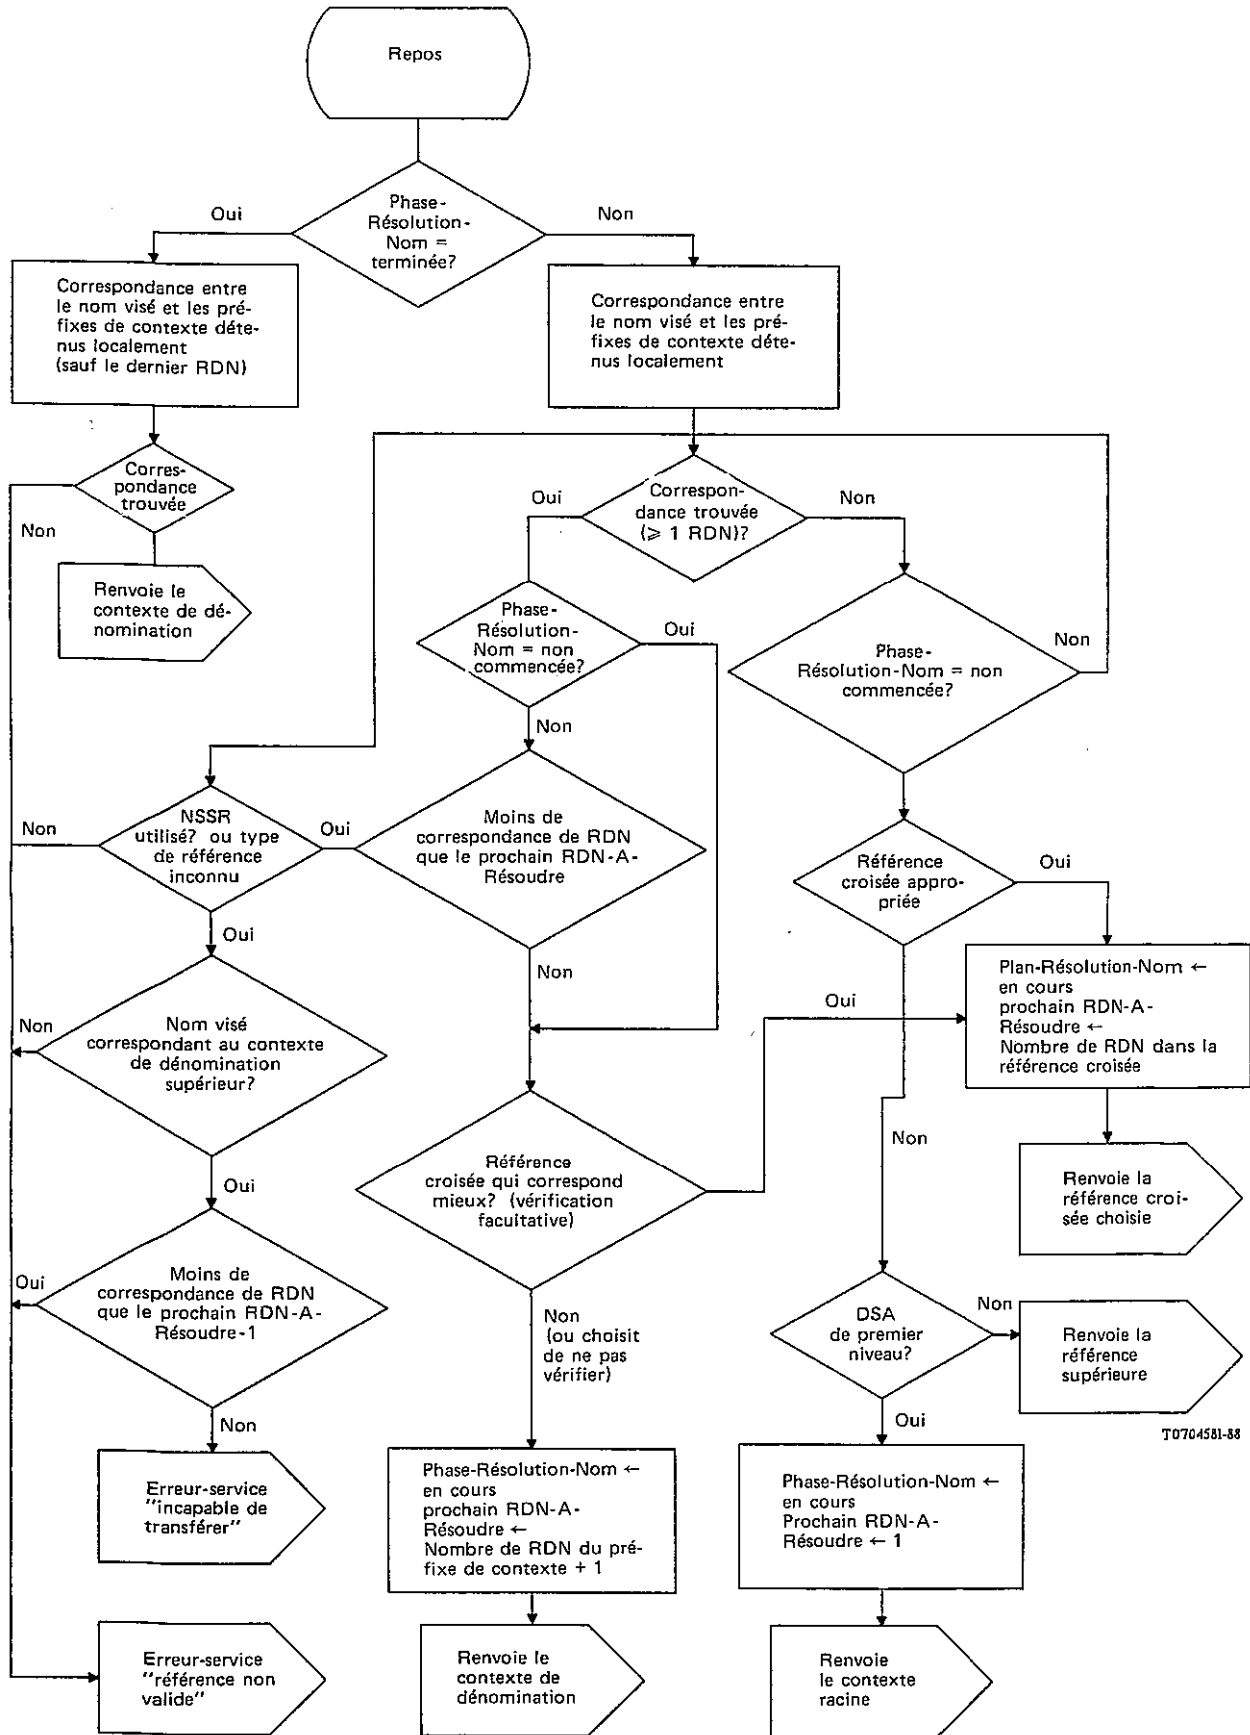 Repos
Phase-
Résolution-
Nom =
terminée?
Oui
Non
Correspondance entre
le nom visé et les pré-
fixes de contexte déte-
nus localement
(sauf le dernier RDN)
Correspondance entre
le nom visé et les pré-
fixes de contexte déte-
nus localement
Corres-
pondance
trouvée
Non
Renvoie le
contexte de dé-
nomination
Oui
Correspon-
dance trouvée
(⩾ 1 RDN)?
Non
Phase-
Résolution-
Nom = non
commencée?
Oui
Non
Phase-
Résolution-Nom = non
commencée?
Non
Non
NSSR
utilisé? ou type
de référence
inconnu
Oui
Oui
Moins de
correspondance de RDN
que le prochain RDN-A-
Résoudre
Non
Référence
croisée appro-
priée
Oui
Non
Non
Nom visé
correspondant au contexte
de dénomination
supérieur?
Oui
Oui
Plan-Résolution-Nom ←
en cours
prochain RDN-A-
Résoudre ←
Nombre de RDN dans la
référence croisée
Référence
croisée qui correspond
mieux? (vérification
facultative)
Renvoie la
référence croi-
sée choisie
Oui
Moins de
correspondance de RDN
que le prochain RDN-A-
Résoudre-1
Non
Non
(ou choisit
de ne pas
vérifier)
DSA
de premier
niveau?
Non
Oui
Renvoie la
référence
supérieure
T0704581-88
Erreur-service
"incapable de
transférer"
Phase-Résolution-Nom ←
en cours
prochain RDN-A-
Résoudre ←
Nombre de RDN du pré-
fixe de contexte + 1
Phase-Résolution-Nom ←
en cours
Prochain RDN-A-
Résoudre ← 1
Erreur-service
"référence non
valide"
Renvoie le
contexte de
dénomination
Renvoie
le contexte
racine